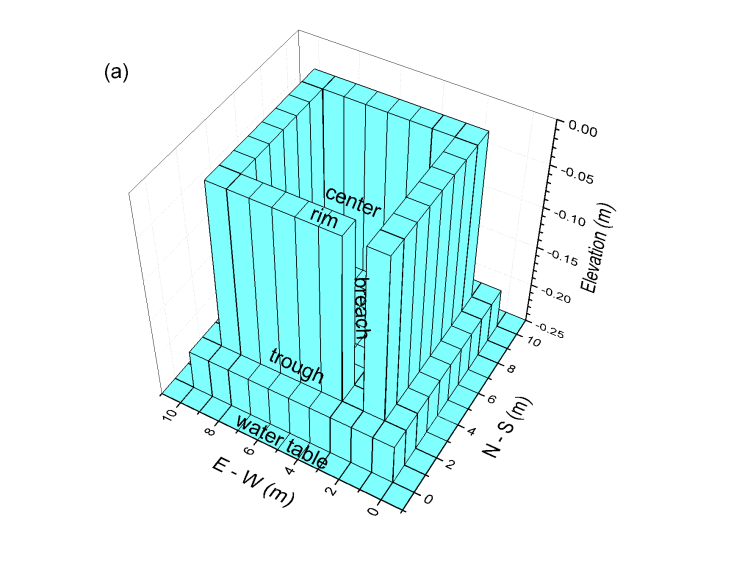 (a)
0.00
-0.05
-0.10
-0.15
-0.20
-0.25
Elevation (m)
center
rim
breach
trough
water table
10
8
6
4
2
0
E - W (m)
10
8
6
4
2
0
N - S (m)